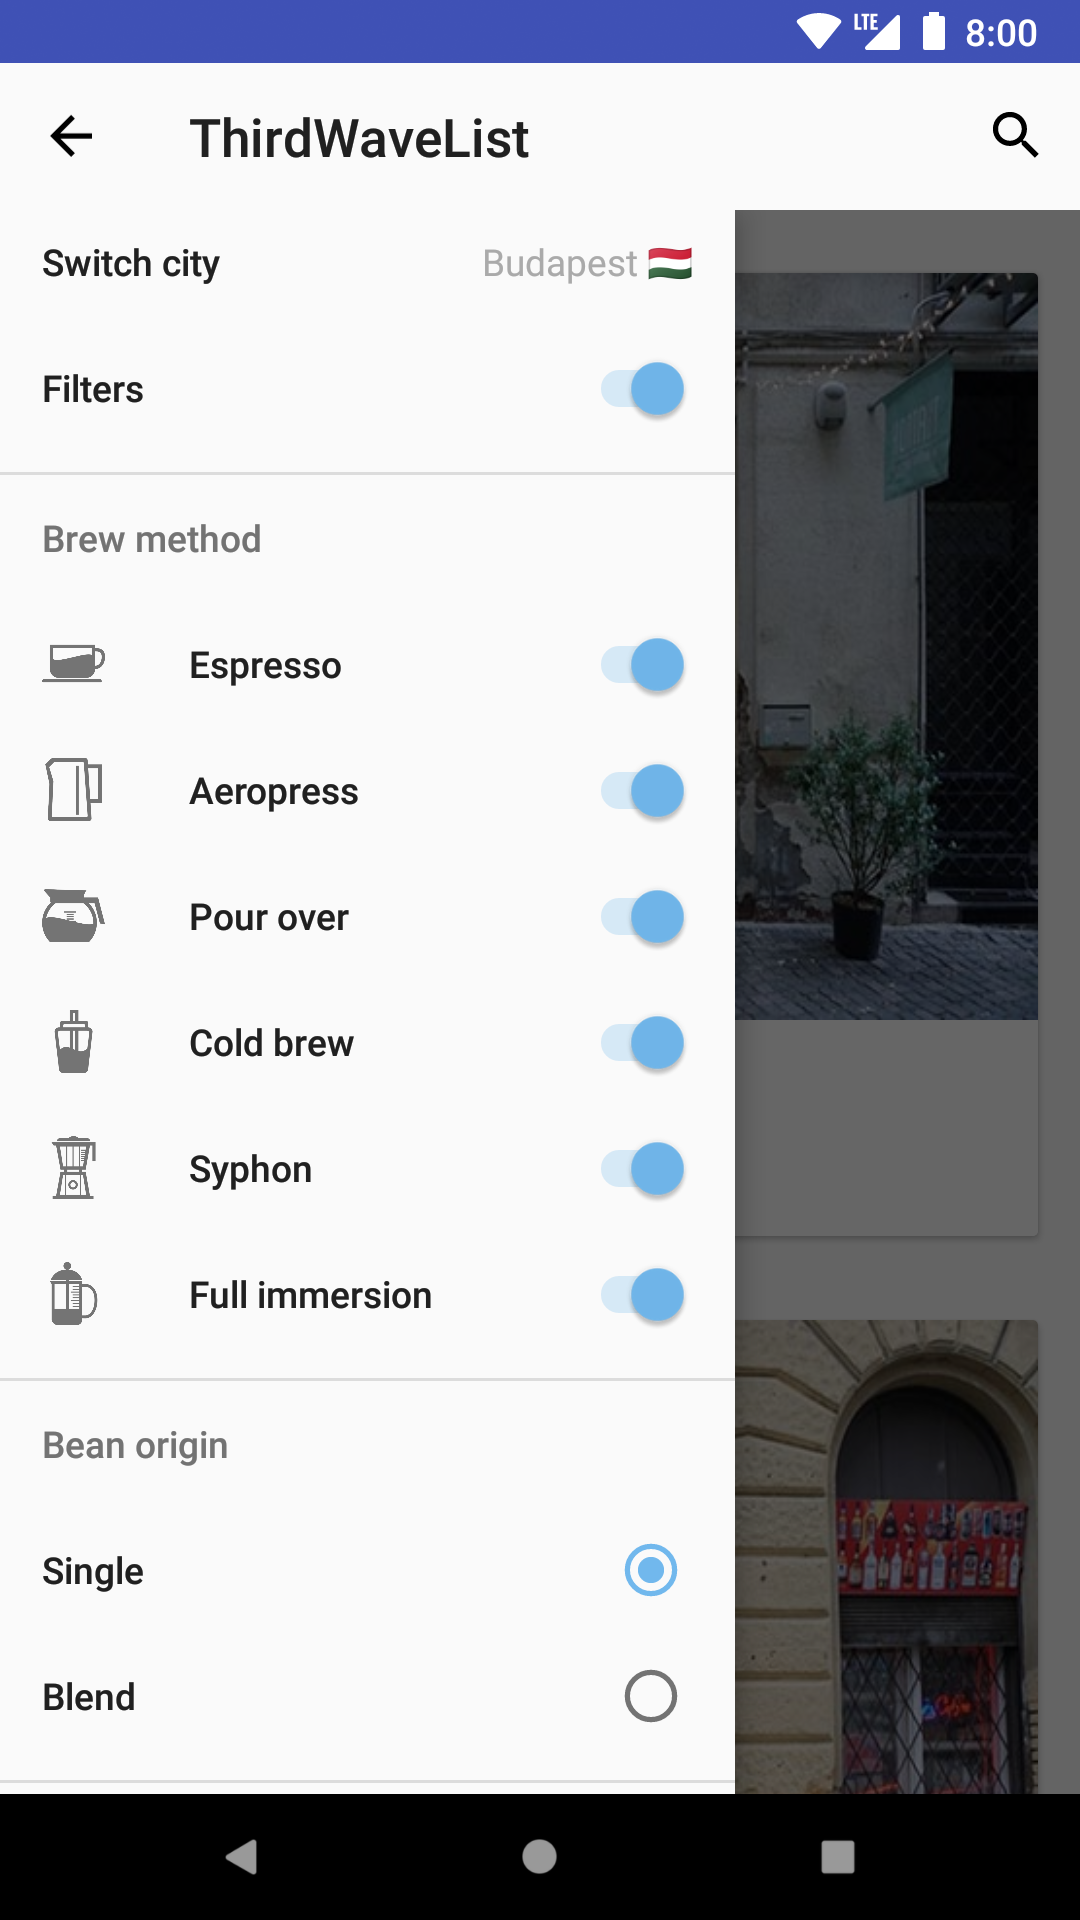 LTE 8:00
ThirdWaveList
Switch city Budapest 🇭🇺
Filters
Brew method
Espresso
Aeropress
Pour over
Cold brew
Syphon
Full immersion
Bean origin
Single
Blend